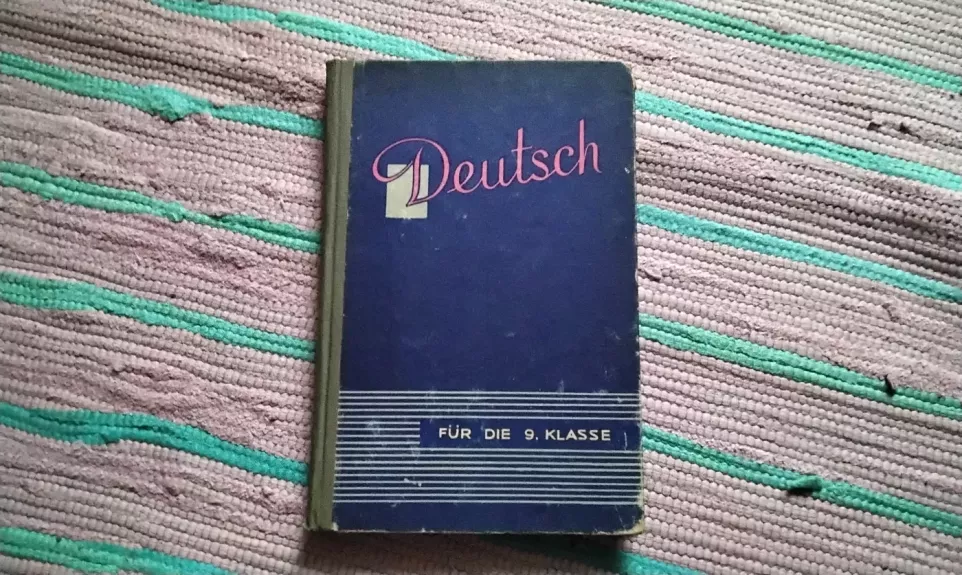 Deutsch
FÜR DIE 9. KLASSE